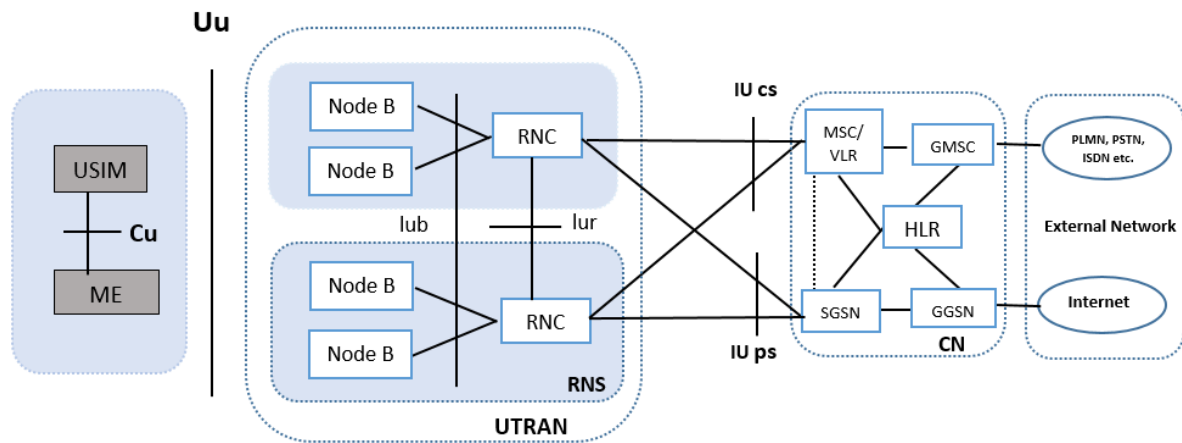 Uu
USIM
Cu
ME
Node B
Node B
RNC
Iub
Iur
Node B
Node B
RNC
RNS
UTRAN
IU cs
IU ps
MSC/
VLR
GMSC
HLR
SGSN
GGSN
CN
PLMN, PSTN,
ISDN etc.
External Network
Internet